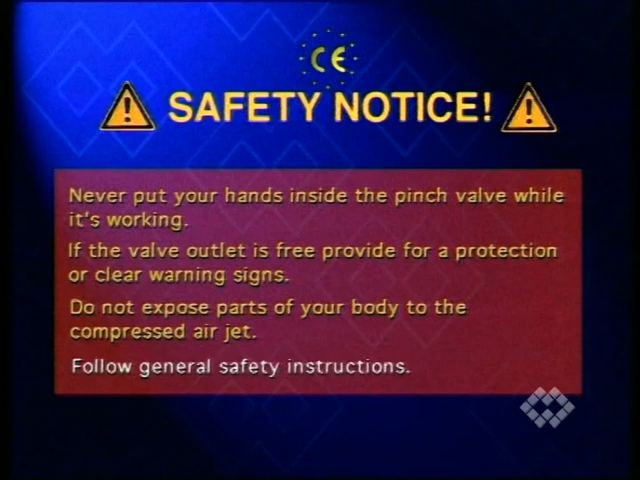 CE
SAFETY NOTICE!
Never put your hands inside the pinch valve while
it's working.
If the valve outlet is free provide for a protection
or clear warning signs.
Do not expose parts of your body to the
compressed air jet.
Follow general safety instructions.